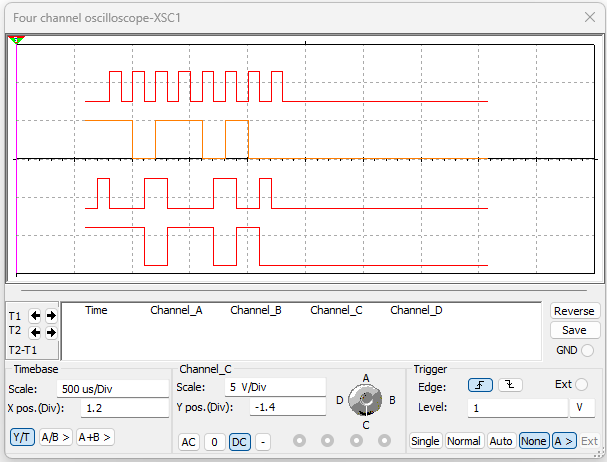 Four channel oscilloscope-XSC1
Time Channel_A Channel_B Channel_C Channel_D
T1
T2
T2-T1
Reverse
Save
GND
Timebase
Scale: 500 us/Div
X pos.(Div): 1.2
Y/T A/B > A+B >
Channel_C
Scale: 5 V/Div
Y pos.(Div): -1.4
AC 0 DC -
A
D B
C
Trigger
Edge: Ext
Level: 1 V
Single Normal Auto None A > Ext